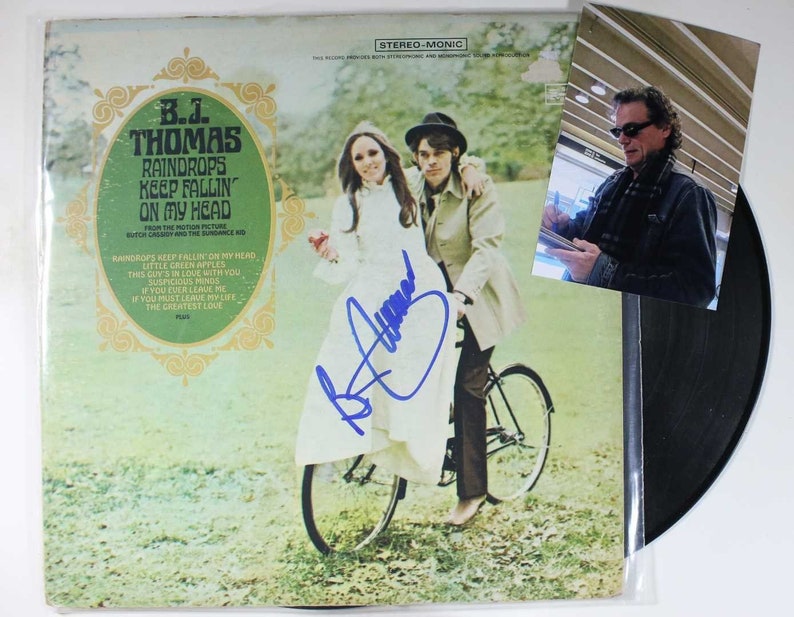 STEREO-MONIC
THIS RECORD PROVIDES BOTH STEREOPHONIC AND MONOPHONIC SOUND REPRODUCTION
B.J.
THOMAS
RAINDROPS
KEEP FALLIN'
ON MY HEAD
FROM THE MOTION PICTURE
BUTCH CASSIDY AND THE SUNDANCE KID
RAINDROPS KEEP FALLIN' ON MY HEAD
LITTLE GREEN APPLES
THIS GUY'S IN LOVE WITH YOU
SUSPICIOUS MINDS
IF YOU EVER LEAVE ME
IF YOU MUST LEAVE MY LIFE
THE GREATEST LOVE
PLUS
BJ Thomas